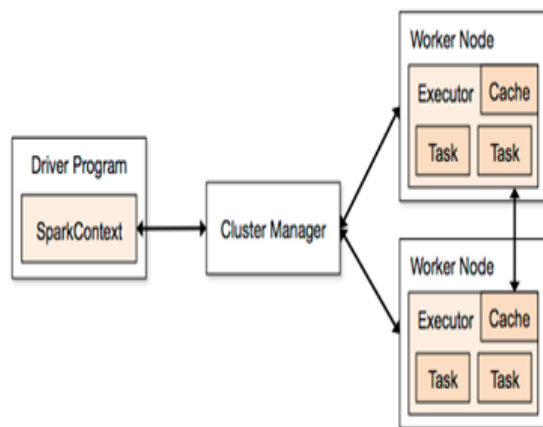 Driver Program
SparkContext
Cluster Manager
Worker Node
Executor
Cache
Task
Task
Worker Node
Executor
Cache
Task
Task